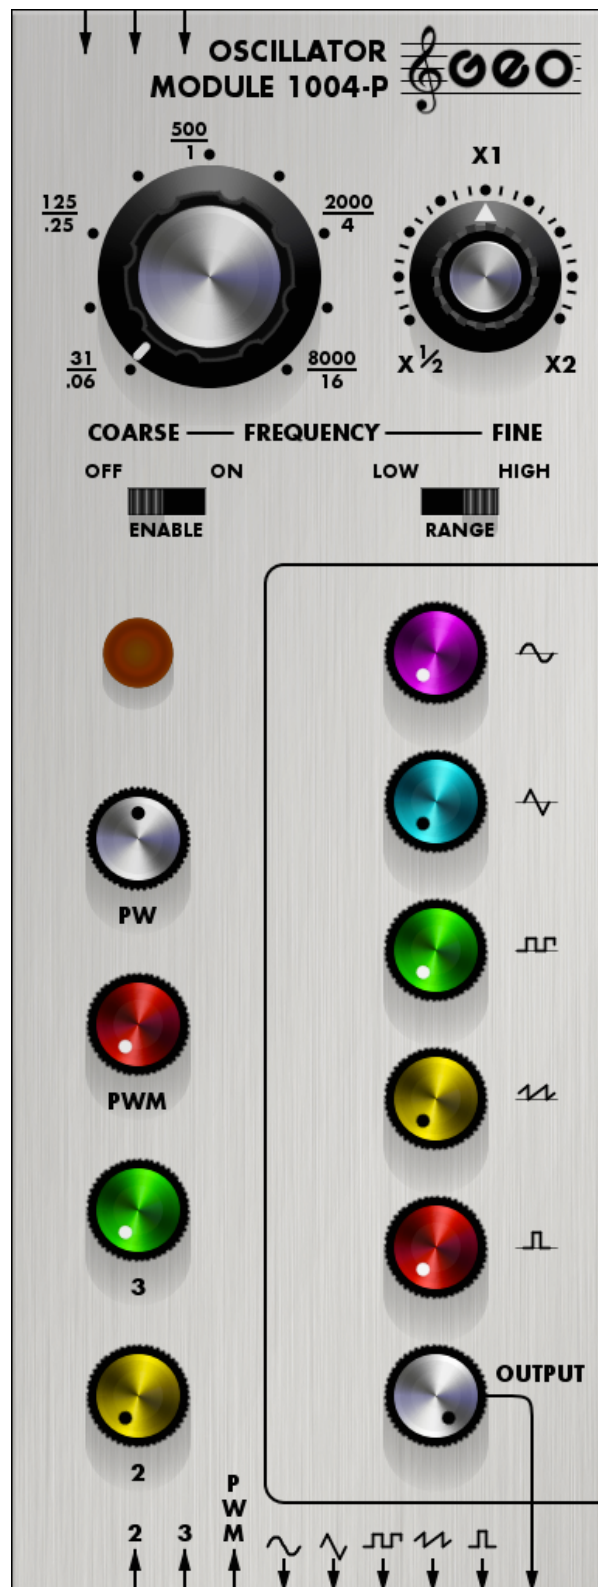 OSCILLATOR
MODULE 1004-P
GEO
500
1
125
.25
2000
4
31
.06
8000
16
X1
X 1/2
X2
COARSE FREQUENCY FINE
OFF ON
ENABLE
LOW HIGH
RANGE
PW
PWM
3
2
OUTPUT
2 3 PWM